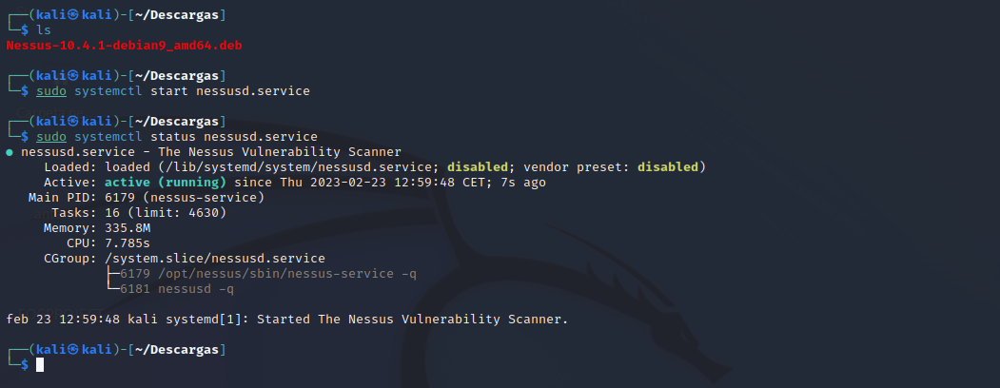 ┌──(kali㉿kali)-[~/Descargas]
└─$ ls
Nessus-10.4.1-debian9_amd64.deb
┌──(kali㉿kali)-[~/Descargas]
└─$ sudo systemctl start nessusd.service
┌──(kali㉿kali)-[~/Descargas]
└─$ sudo systemctl status nessusd.service
● nessusd.service - The Nessus Vulnerability Scanner
     Loaded: loaded (/lib/systemd/system/nessusd.service; disabled; vendor preset: disabled)
     Active: active (running) since Thu 2023-02-23 12:59:48 CET; 7s ago
   Main PID: 6179 (nessus-service)
      Tasks: 16 (limit: 4630)
     Memory: 335.8M
        CPU: 7.785s
     CGroup: /system.slice/nessusd.service
             ├─6179 /opt/nessus/sbin/nessus-service -q
             └─6181 nessusd -q
feb 23 12:59:48 kali systemd[1]: Started The Nessus Vulnerability Scanner.
┌──(kali㉿kali)-[~/Descargas]
└─$